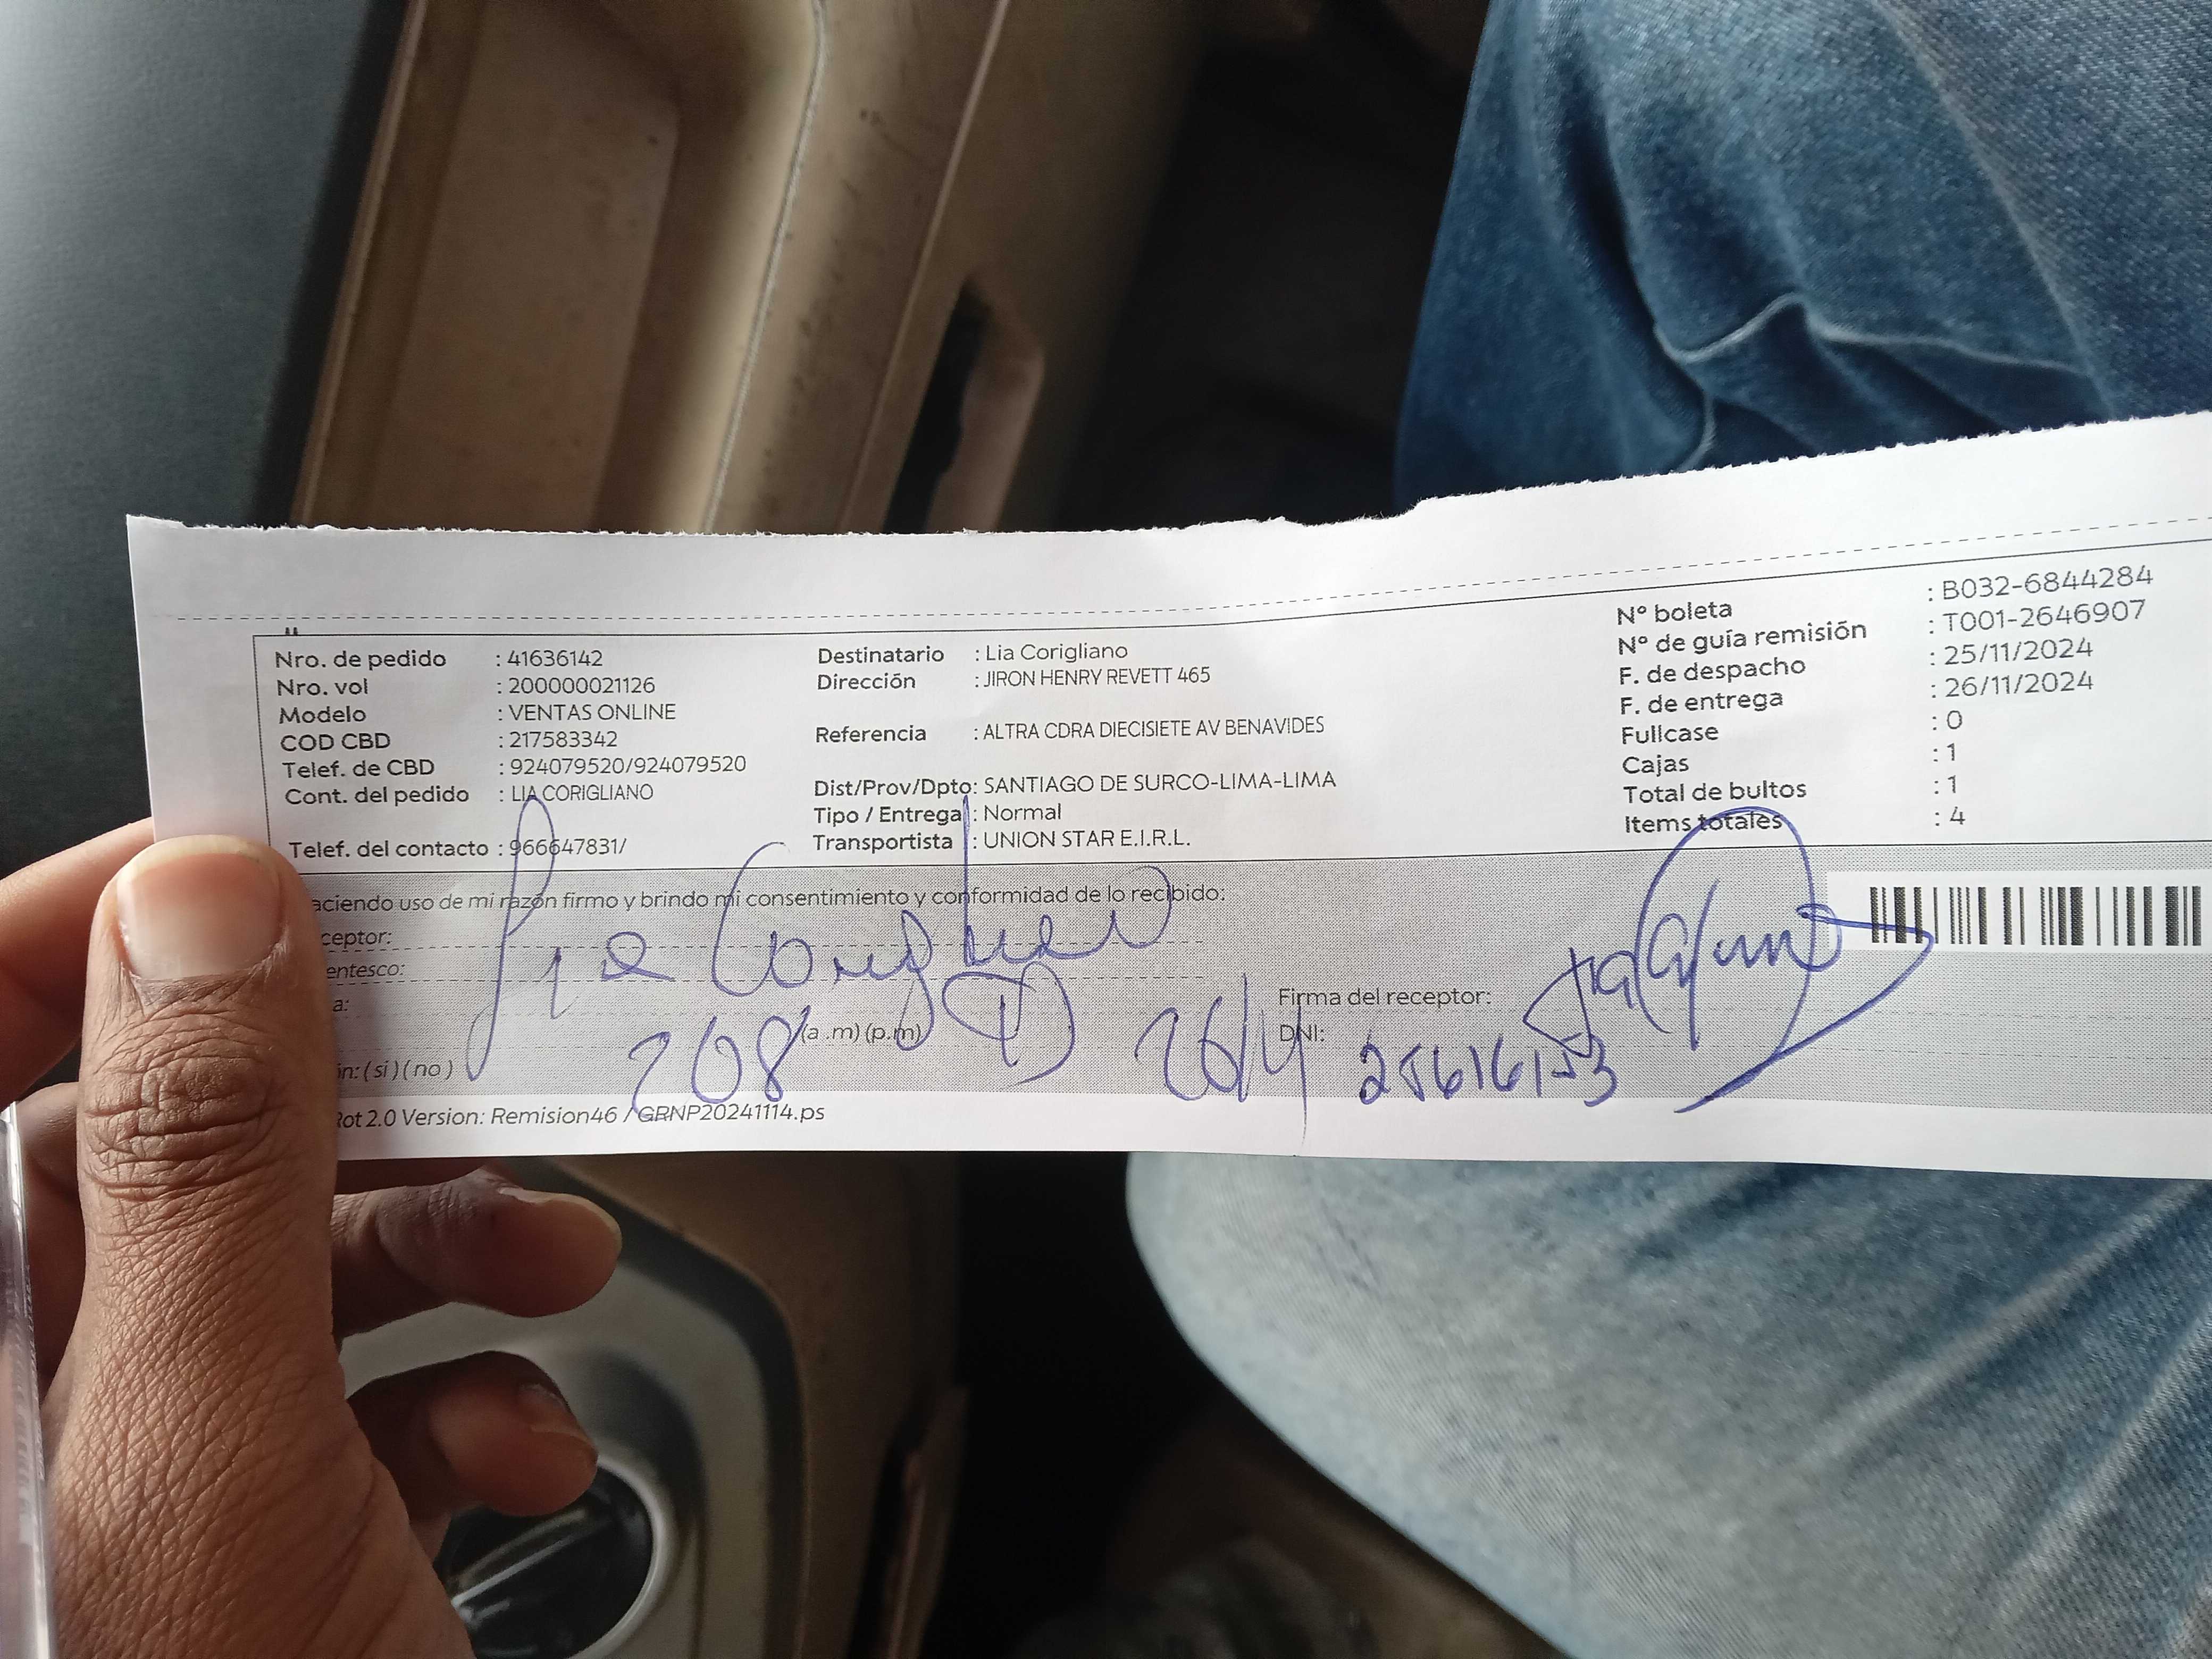 Nro. de pedido : 41636142
Nro. vol : 200000021126
Modelo : VENTAS ONLINE
COD CBD : 217583342
Telef. de CBD : 924079520/924079520
Cont. del pedido : LIA CORIGLIANO
Telef. del contacto : 966647831/
Destinatario : Lia Corigliano
Dirección : JIRON HENRY REVETT 465
Referencia : ALTRA CDRA DIECISIETE AV BENAVIDES
Dist/Prov/Dpto: SANTIAGO DE SURCO-LIMA-LIMA
Tipo / Entrega : Normal
Transportista : UNION STAR E.I.R.L.
N° boleta : B032-6844284
N° de guía remisión : T001-2646907
F. de despacho : 25/11/2024
F. de entrega : 26/11/2024
Fullcase : 0
Cajas : 1
Total de bultos : 1
Items totales : 4
aciendo uso de mi razón firmo y brindo mi consentimiento y conformidad de lo recibido:
ceptor: Lia Corigliano
entesco:
a: 208 (a .m) (p.m)
Firma del receptor:
DNI: 25616153
ón: ( si ) ( no )
Rot 2.0 Version: Remision46 / GRNP20241114.ps